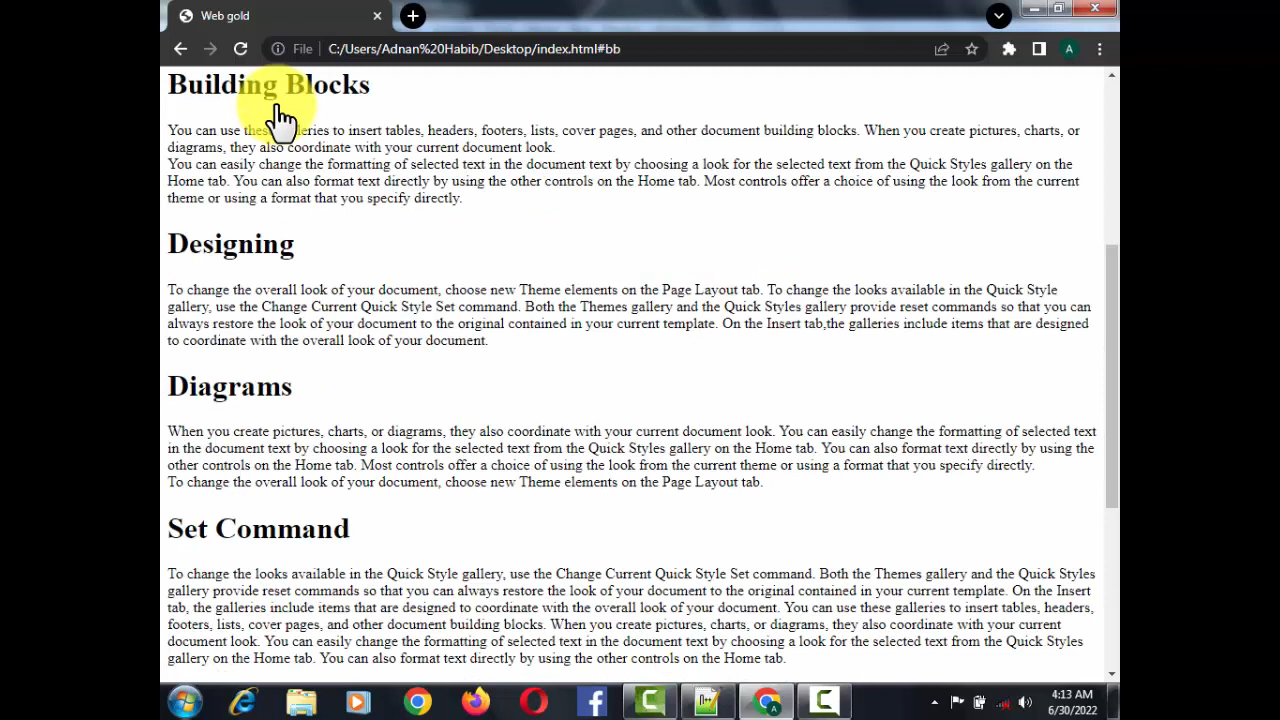 Web gold
File
C:/Users/Adnan%20Habib/Desktop/index.html#bb
A
Building Blocks
You can use these galleries to insert tables, headers, footers, lists, cover pages, and other document building blocks. When you create pictures, charts, or
diagrams, they also coordinate with your current document look.
You can easily change the formatting of selected text in the document text by choosing a look for the selected text from the Quick Styles gallery on the
Home tab. You can also format text directly by using the other controls on the Home tab. Most controls offer a choice of using the look from the current
theme or using a format that you specify directly.
Designing
To change the overall look of your document, choose new Theme elements on the Page Layout tab. To change the looks available in the Quick Style
gallery, use the Change Current Quick Style Set command. Both the Themes gallery and the Quick Styles gallery provide reset commands so that you can
always restore the look of your document to the original contained in your current template. On the Insert tab,the galleries include items that are designed
to coordinate with the overall look of your document.
Diagrams
When you create pictures, charts, or diagrams, they also coordinate with your current document look. You can easily change the formatting of selected text
in the document text by choosing a look for the selected text from the Quick Styles gallery on the Home tab. You can also format text directly by using the
other controls on the Home tab. Most controls offer a choice of using the look from the current theme or using a format that you specify directly.
To change the overall look of your document, choose new Theme elements on the Page Layout tab.
Set Command
To change the looks available in the Quick Style gallery, use the Change Current Quick Style Set command. Both the Themes gallery and the Quick Styles
gallery provide reset commands so that you can always restore the look of your document to the original contained in your current template. On the Insert
tab, the galleries include items that are designed to coordinate with the overall look of your document. You can use these galleries to insert tables, headers,
footers, lists, cover pages, and other document building blocks. When you create pictures, charts, or diagrams, they also coordinate with your current
document look. You can easily change the formatting of selected text in the document text by choosing a look for the selected text from the Quick Styles
gallery on the Home tab. You can also format text directly by using the other controls on the Home tab.
4:13 AM
6/30/2022